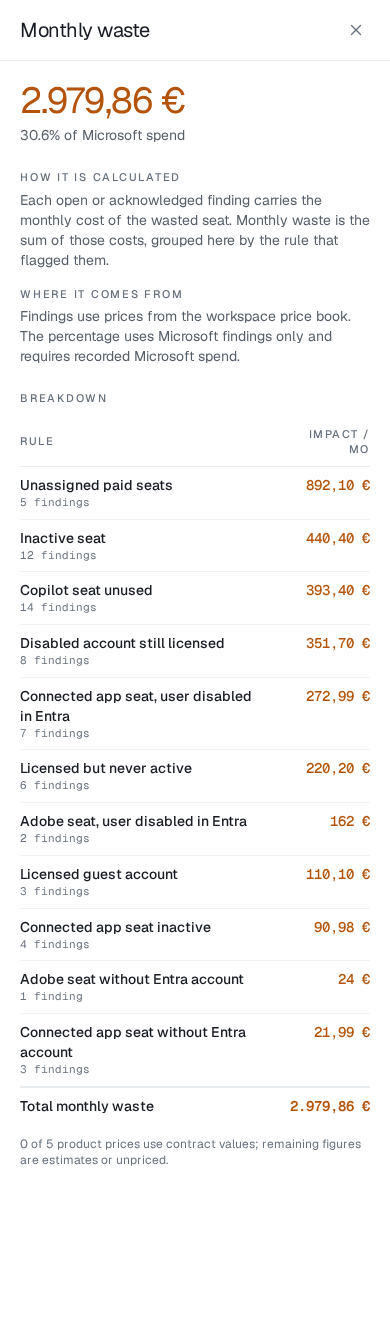 Monthly waste
2.979,86 €
30.6% of Microsoft spend
HOW IT IS CALCULATED
Each open or acknowledged finding carries the
monthly cost of the wasted seat. Monthly waste is the
sum of those costs, grouped here by the rule that
flagged them.
WHERE IT COMES FROM
Findings use prices from the workspace price book.
The percentage uses Microsoft findings only and
requires recorded Microsoft spend.
BREAKDOWN
RULE IMPACT /
MO
Unassigned paid seats 892,10 €
5 findings
Inactive seat 440,40 €
12 findings
Copilot seat unused 393,40 €
14 findings
Disabled account still licensed 351,70 €
8 findings
Connected app seat, user disabled 272,99 €
in Entra
7 findings
Licensed but never active 220,20 €
6 findings
Adobe seat, user disabled in Entra 162 €
2 findings
Licensed guest account 110,10 €
3 findings
Connected app seat inactive 90,98 €
4 findings
Adobe seat without Entra account 24 €
1 finding
Connected app seat without Entra 21,99 €
account
3 findings
Total monthly waste 2.979,86 €
0 of 5 product prices use contract values; remaining figures
are estimates or unpriced.